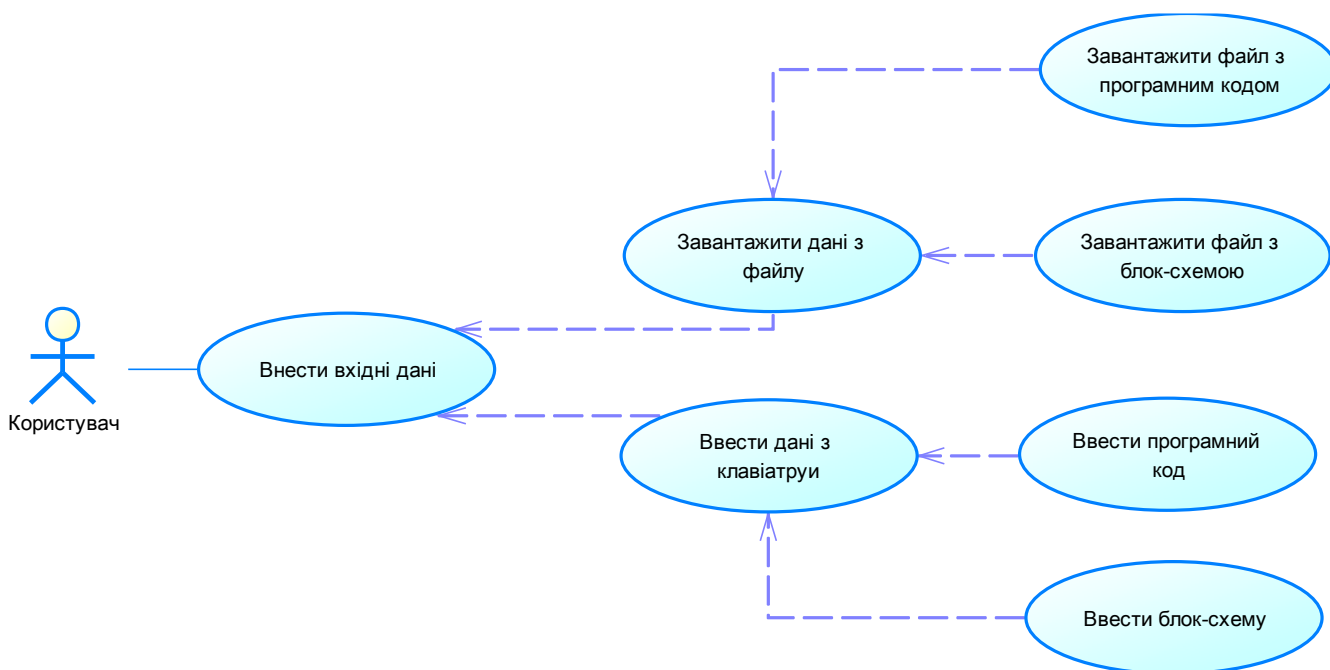 Завантажити файл з
програмним кодом
Завантажити дані з
файлу
Завантажити файл з
блок-схемою
Внести вхідні дані
Користувач
Ввести дані з
клавіатруи
Ввести програмний
код
Ввести блок-схему